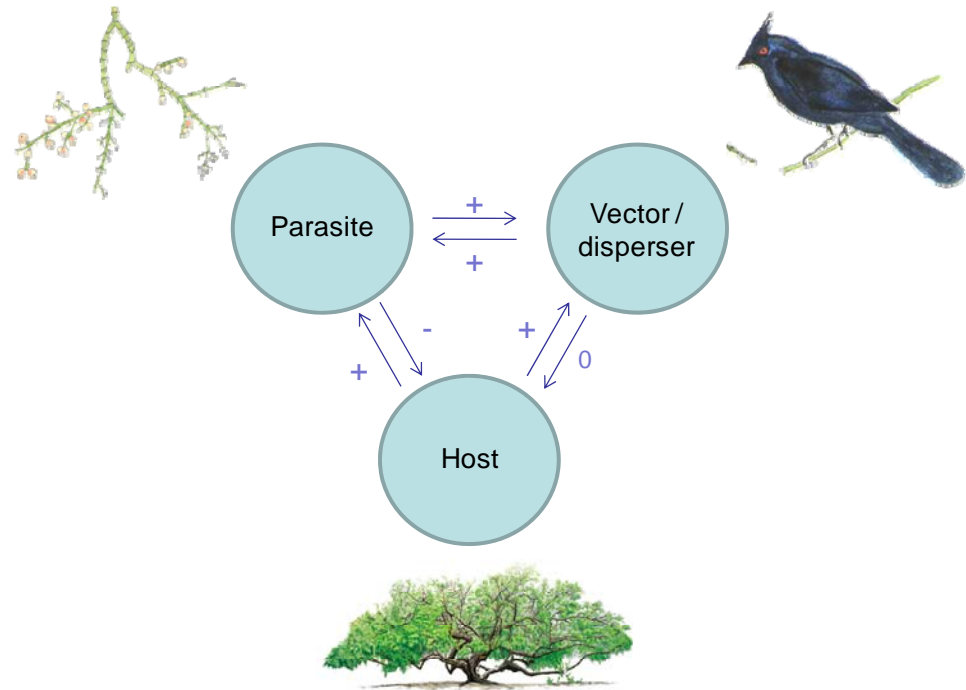 Parasite
+
+
Vector /
disperser
+
-
+
0
Host